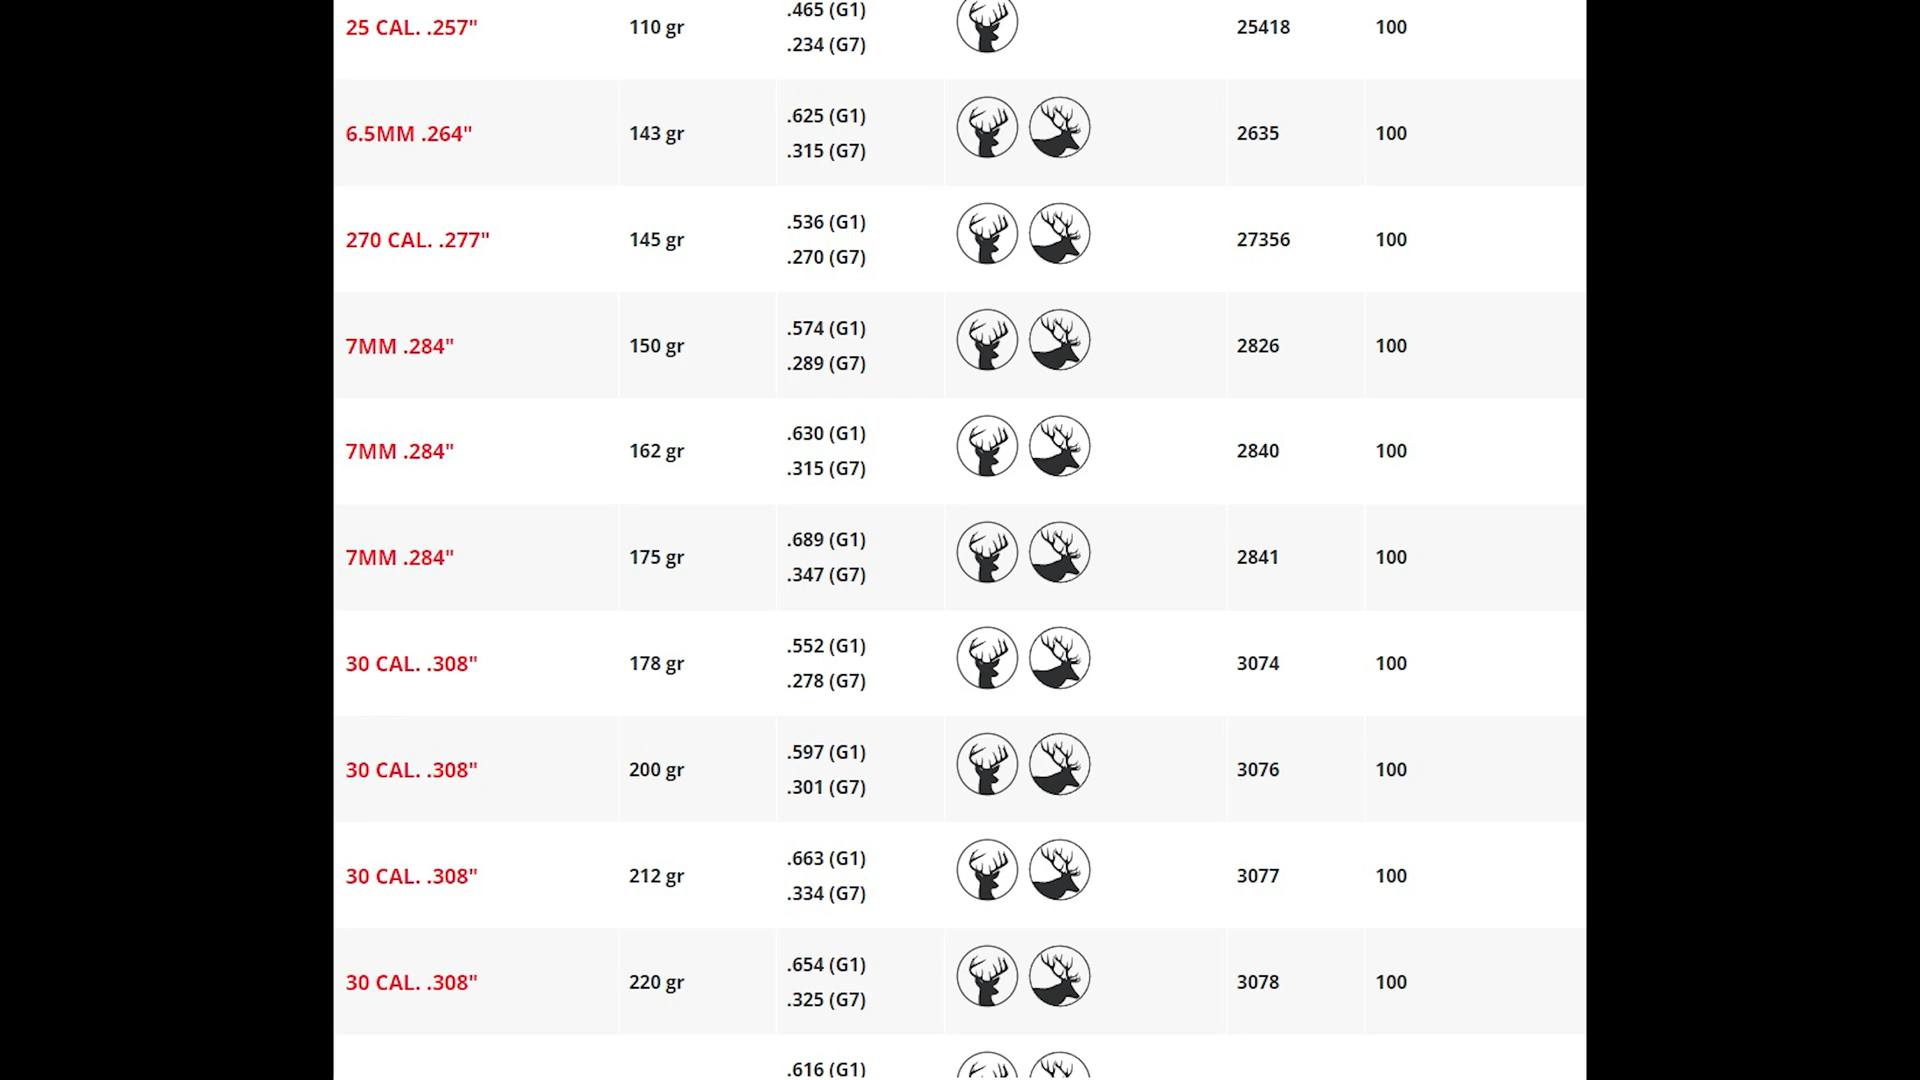 25 CAL. .257" 110 gr .465 (G1) 25418 100
.234 (G7)
6.5MM .264" 143 gr .625 (G1) 2635 100
.315 (G7)
270 CAL. .277" 145 gr .536 (G1) 27356 100
.270 (G7)
7MM .284" 150 gr .574 (G1) 2826 100
.289 (G7)
7MM .284" 162 gr .630 (G1) 2840 100
.315 (G7)
7MM .284" 175 gr .689 (G1) 2841 100
.347 (G7)
30 CAL. .308" 178 gr .552 (G1) 3074 100
.278 (G7)
30 CAL. .308" 200 gr .597 (G1) 3076 100
.301 (G7)
30 CAL. .308" 212 gr .663 (G1) 3077 100
.334 (G7)
30 CAL. .308" 220 gr .654 (G1) 3078 100
.325 (G7)
.616 (G1)